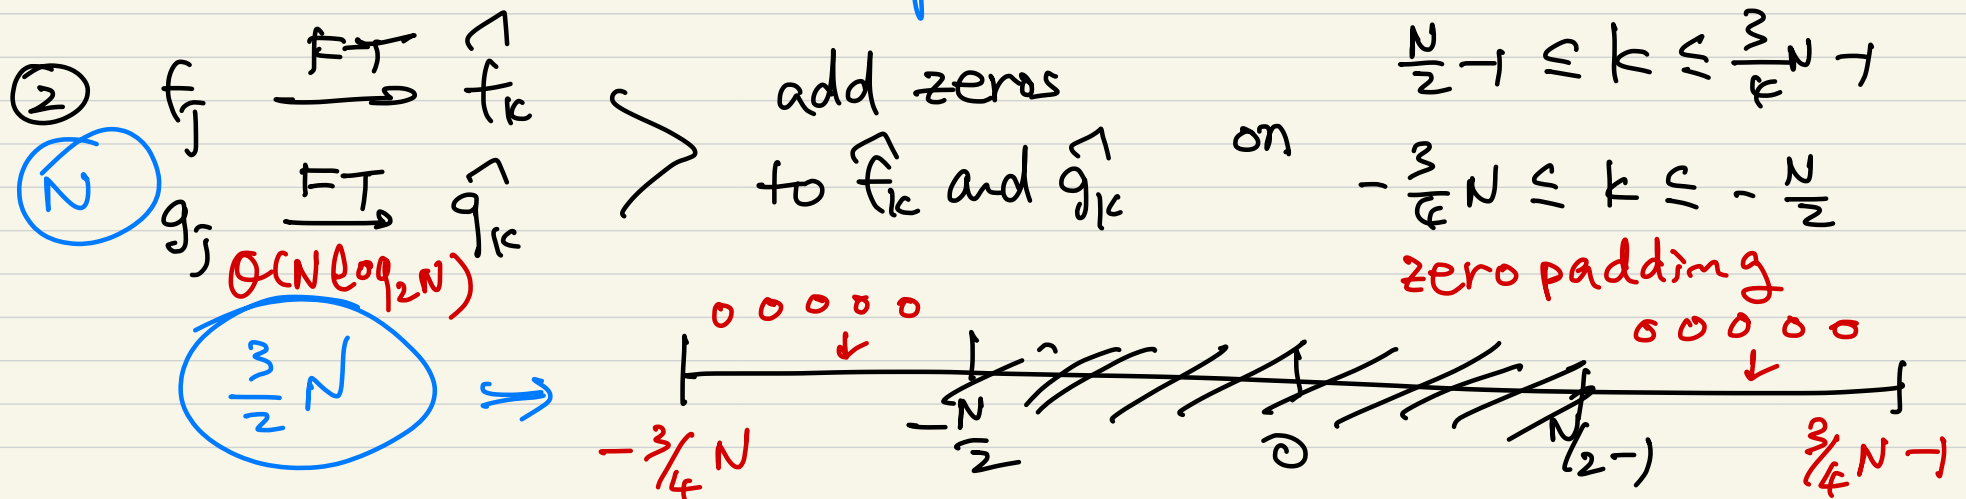 ② f_j FT→ f̂_k add zeros N/2 - 1 ≤ k ≤ 3/4 N - 1
N g_j FT→ ĝ_k to f̂_k and ĝ_k on - 3/4 N ≤ k ≤ - N/2
O(N log₂N) zero padding
0 0 0 0 0 0 0 0 0 0
3/2 N ⇒
- 3/4 N - N/2 0 N/2 - 1 3/4 N - 1